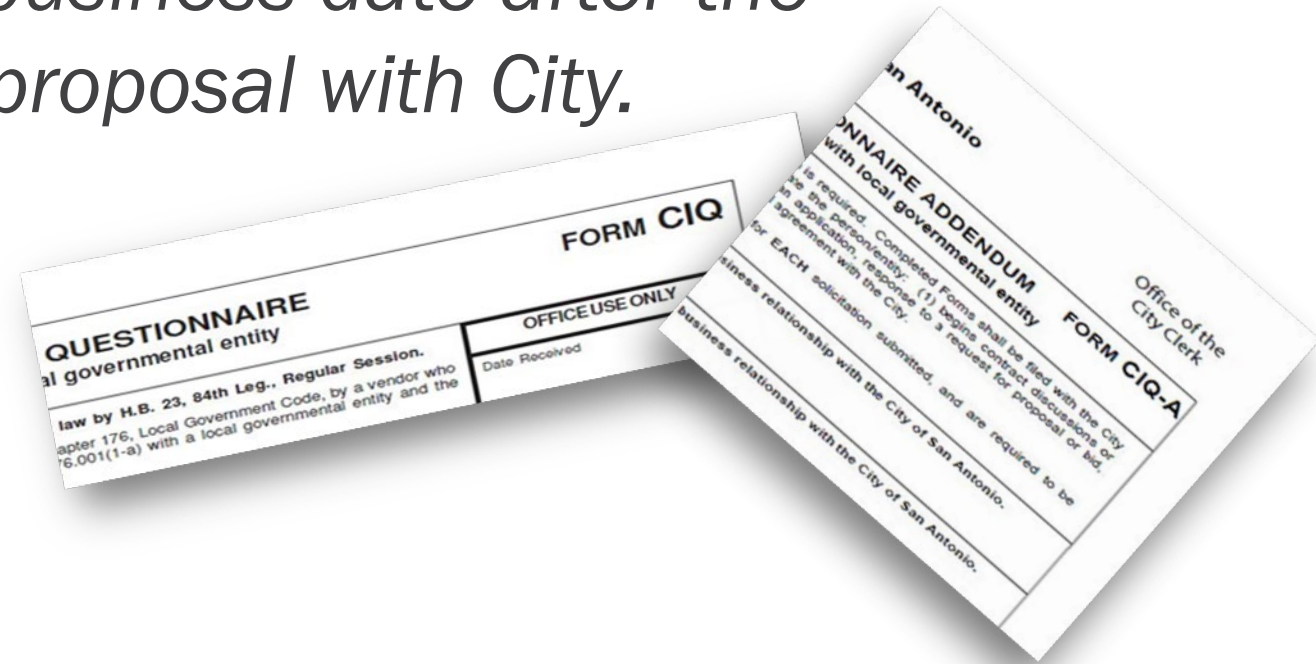 business date after the
proposal with City.
FORM CIQ
QUESTIONNAIRE
al governmental entity
OFFICE USE ONLY
law by H.B. 23, 84th Leg., Regular Session.
Date Received
apter 176, Local Government Code, by a vendor who
76.001(1-a) with a local governmental entity and the
an Antonio
Office of the
City Clerk
ONNAIRE ADDENDUM FORM CIQ-A
with local governmental entity
is required. Completed Forms shall be filed with the City
the person/entity: (1) begins contract discussions or
an application, response to a request for proposal or bid,
agreement with the City.
for EACH solicitation submitted, and are required to be
siness relationship with the City of San Antonio.
business relationship with the City of San Antonio.